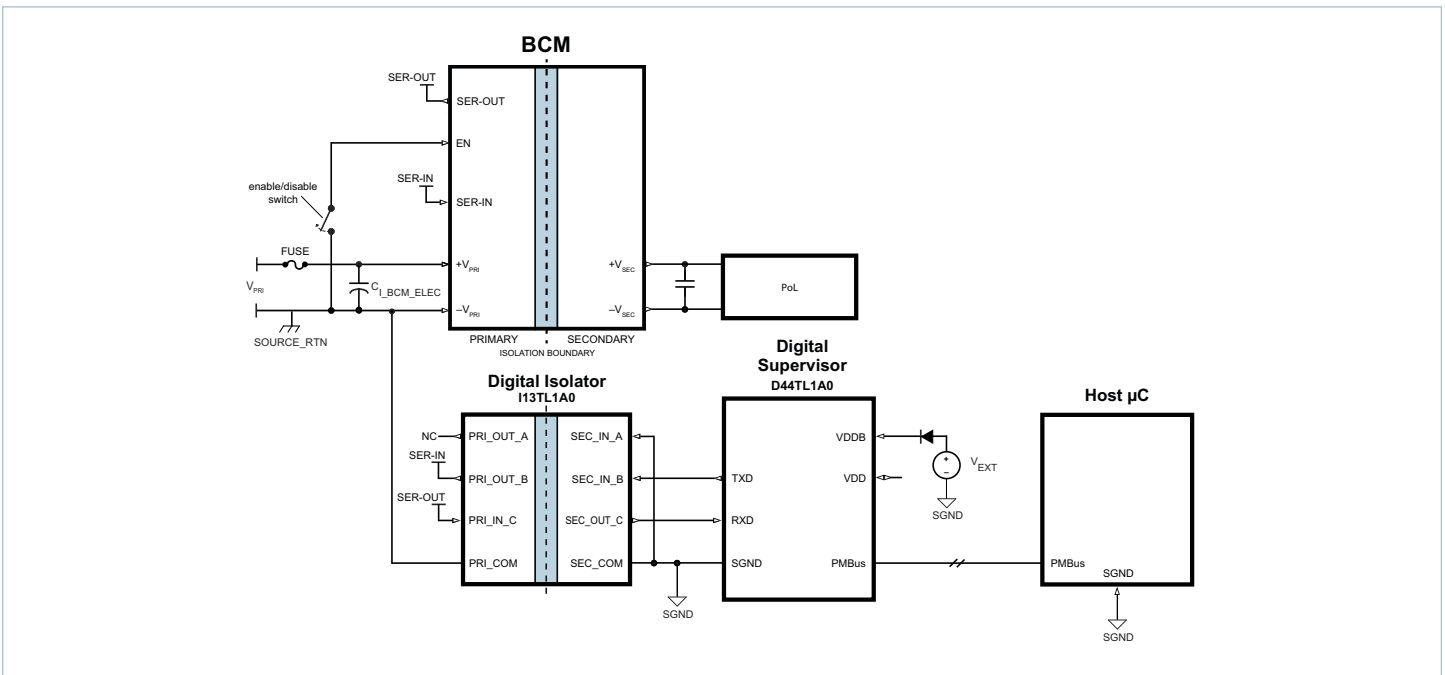 BCM
SER-OUT
SER-OUT
EN
SER-IN
SER-IN
enable/disable
switch
FUSE
+VPRI
+VSEC
VPRI
CI_BCM_ELEC
PoL
–VPRI
–VSEC
SOURCE_RTN
PRIMARY
SECONDARY
ISOLATION BOUNDARY
Digital Isolator
I13TL1A0
NC
PRI_OUT_A
SEC_IN_A
SER-IN
PRI_OUT_B
SEC_IN_B
SER-OUT
PRI_IN_C
SEC_OUT_C
PRI_COM
SEC_COM
SGND
Digital
Supervisor
D44TL1A0
VDDB
TXD
VDD
RXD
SGND
PMBus
+
–
VEXT
SGND
Host µC
PMBus
SGND
SGND